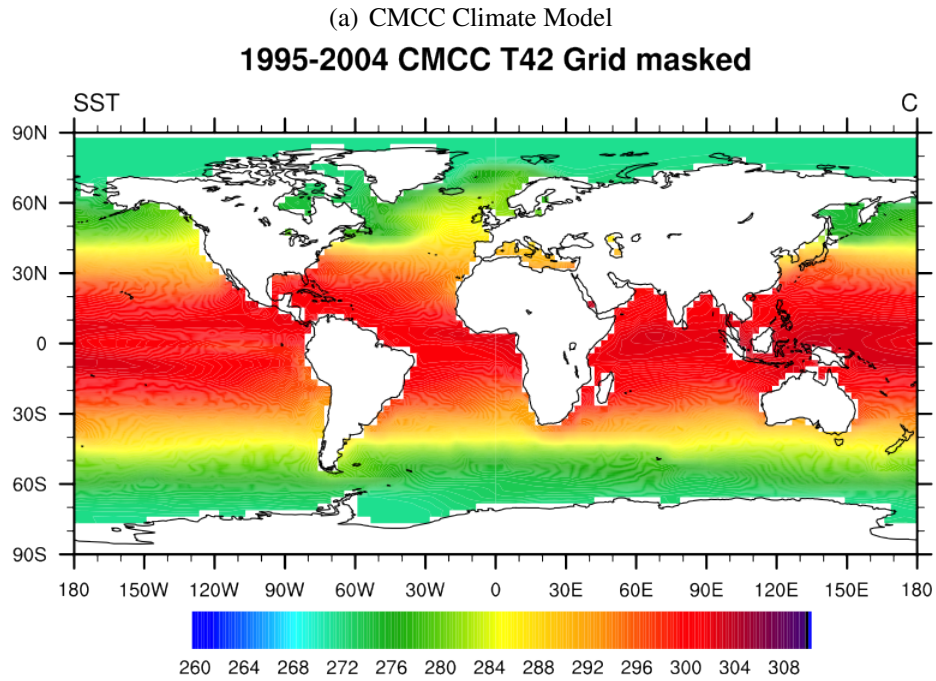 (a) CMCC Climate Model
1995-2004 CMCC T42 Grid masked
SST C
90N
60N
30N
0
30S
60S
90S
180 150W 120W 90W 60W 30W 0 30E 60E 90E 120E 150E 180
260 264 268 272 276 280 284 288 292 296 300 304 308